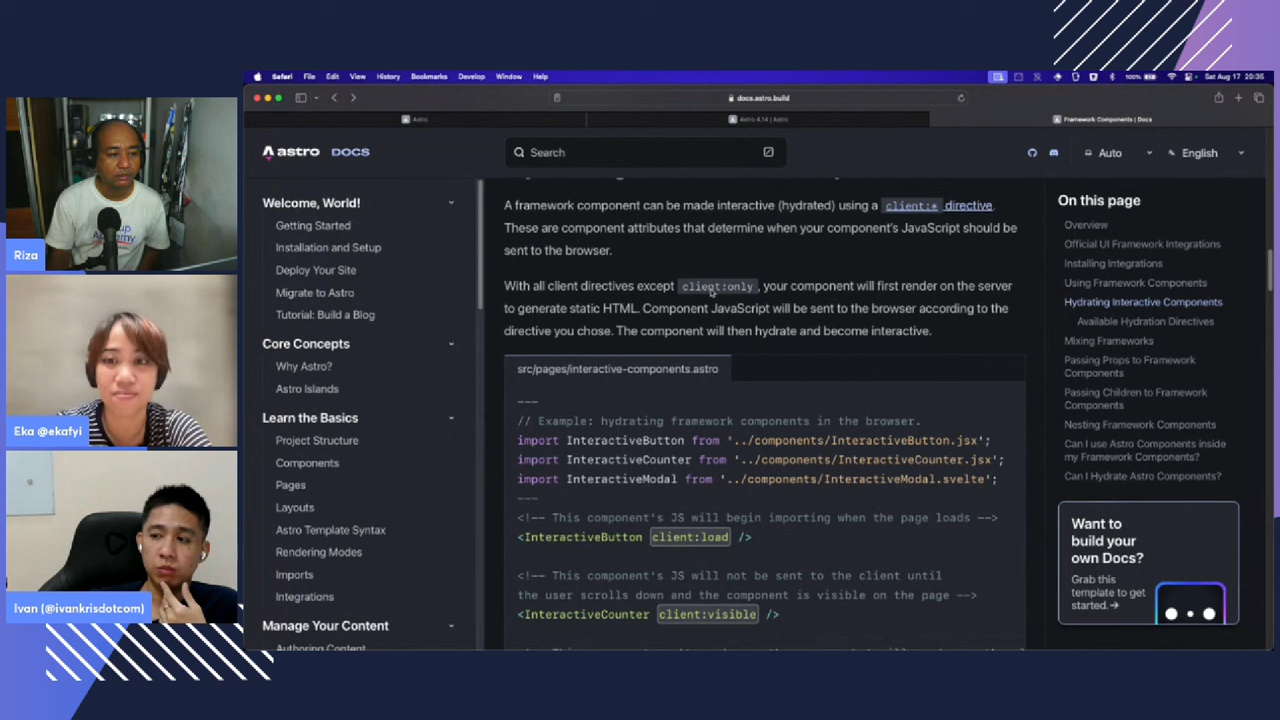 Safari File Edit View History Bookmarks Develop Window Help
100% Sat Aug 17 20:35
docs.astro.build
Astro
Astro 4.14 | Astro
Framework Components | Docs
astro DOCS
Search
Auto
English
Welcome, World!
Getting Started
Installation and Setup
Deploy Your Site
Migrate to Astro
Tutorial: Build a Blog
Core Concepts
Why Astro?
Astro Islands
Learn the Basics
Project Structure
Components
Pages
Layouts
Astro Template Syntax
Rendering Modes
Imports
Integrations
Manage Your Content
Authoring Content
A framework component can be made interactive (hydrated) using a client:* directive.
These are component attributes that determine when your component's JavaScript should be
sent to the browser.
With all client directives except client:only, your component will first render on the server
to generate static HTML. Component JavaScript will be sent to the browser according to the
directive you chose. The component will then hydrate and become interactive.
src/pages/interactive-components.astro
---
// Example: hydrating framework components in the browser.
import InteractiveButton from '../components/InteractiveButton.jsx';
import InteractiveCounter from '../components/InteractiveCounter.jsx';
import InteractiveModal from '../components/InteractiveModal.svelte';
---
<!-- This component's JS will begin importing when the page loads -->
<InteractiveButton client:load />
<!-- This component's JS will not be sent to the client until
the user scrolls down and the component is visible on the page -->
<InteractiveCounter client:visible />
On this page
Overview
Official UI Framework Integrations
Installing Integrations
Using Framework Components
Hydrating Interactive Components
Available Hydration Directives
Mixing Frameworks
Passing Props to Framework
Components
Passing Children to Framework
Components
Nesting Framework Components
Can I use Astro Components inside
my Framework Components?
Can I Hydrate Astro Components?
Want to
build your
own Docs?
Grab this
template to get
started.→
Riza
Eka @ekafyi
Ivan (@ivankrisdotcom)